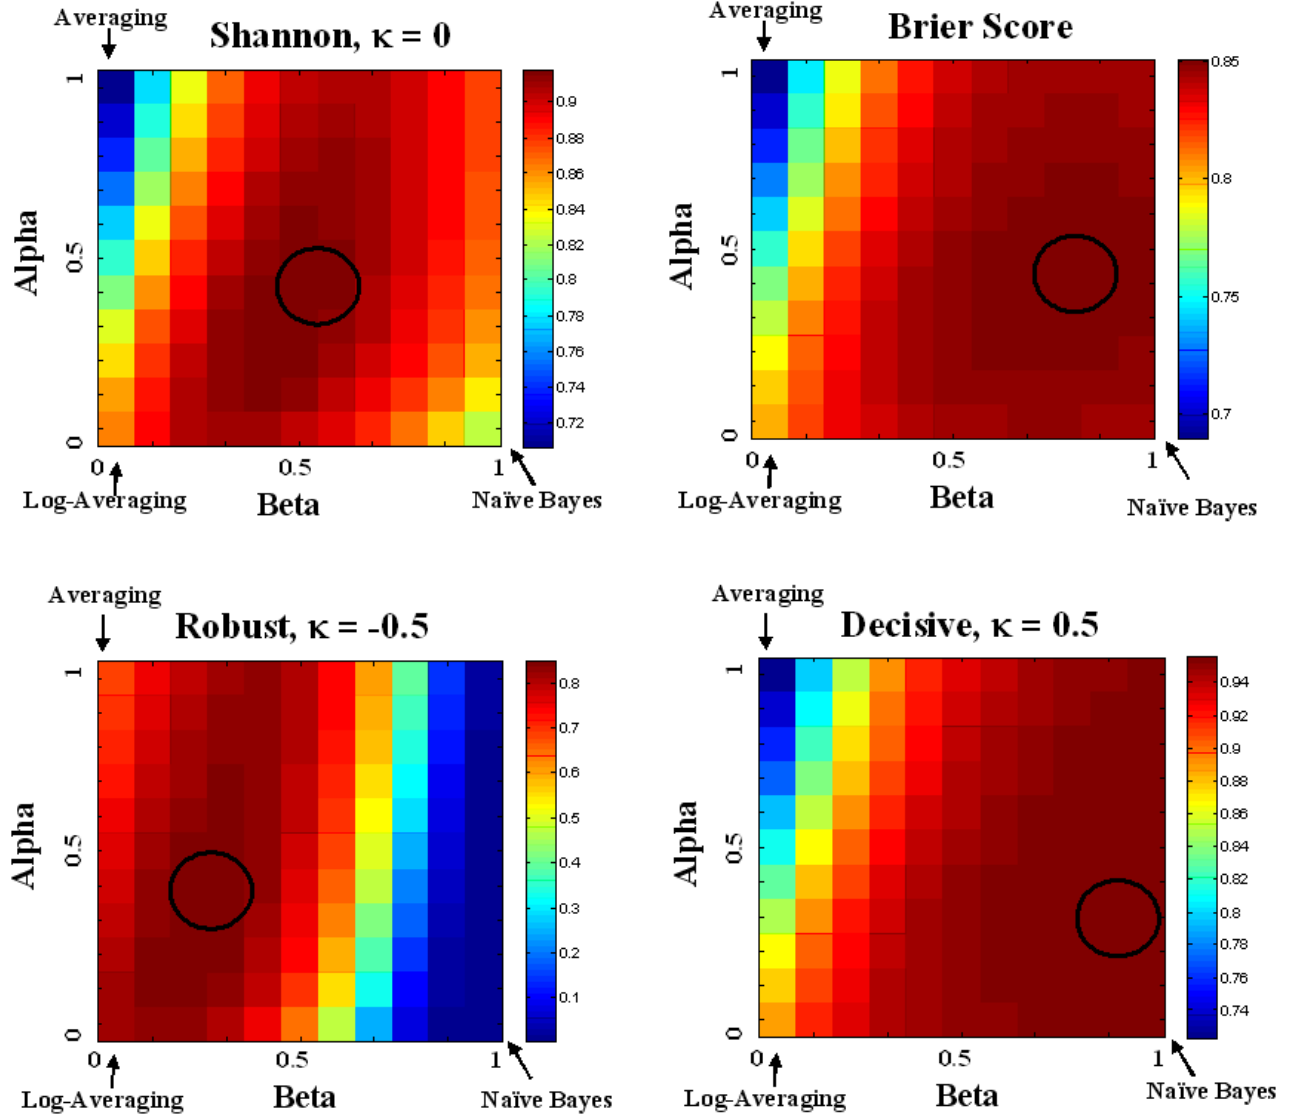 Averaging
Shannon, κ = 0
Alpha
1
0.5
0
0 0.5 1
0.9
0.88
0.86
0.84
0.82
0.8
0.78
0.76
0.74
0.72
Log-Averaging
Beta
Naïve Bayes
Averaging
Brier Score
Alpha
1
0.5
0
0 0.5 1
0.85
0.8
0.75
0.7
Log-Averaging
Beta
Naïve Bayes
Averaging
Robust, κ = -0.5
Alpha
1
0.5
0
0 0.5 1
0.8
0.7
0.6
0.5
0.4
0.3
0.2
0.1
Log-Averaging
Beta
Naïve Bayes
Averaging
Decisive, κ = 0.5
Alpha
1
0.5
0
0 0.5 1
0.94
0.92
0.9
0.88
0.86
0.84
0.82
0.8
0.78
0.76
0.74
Log-Averaging
Beta
Naïve Bayes